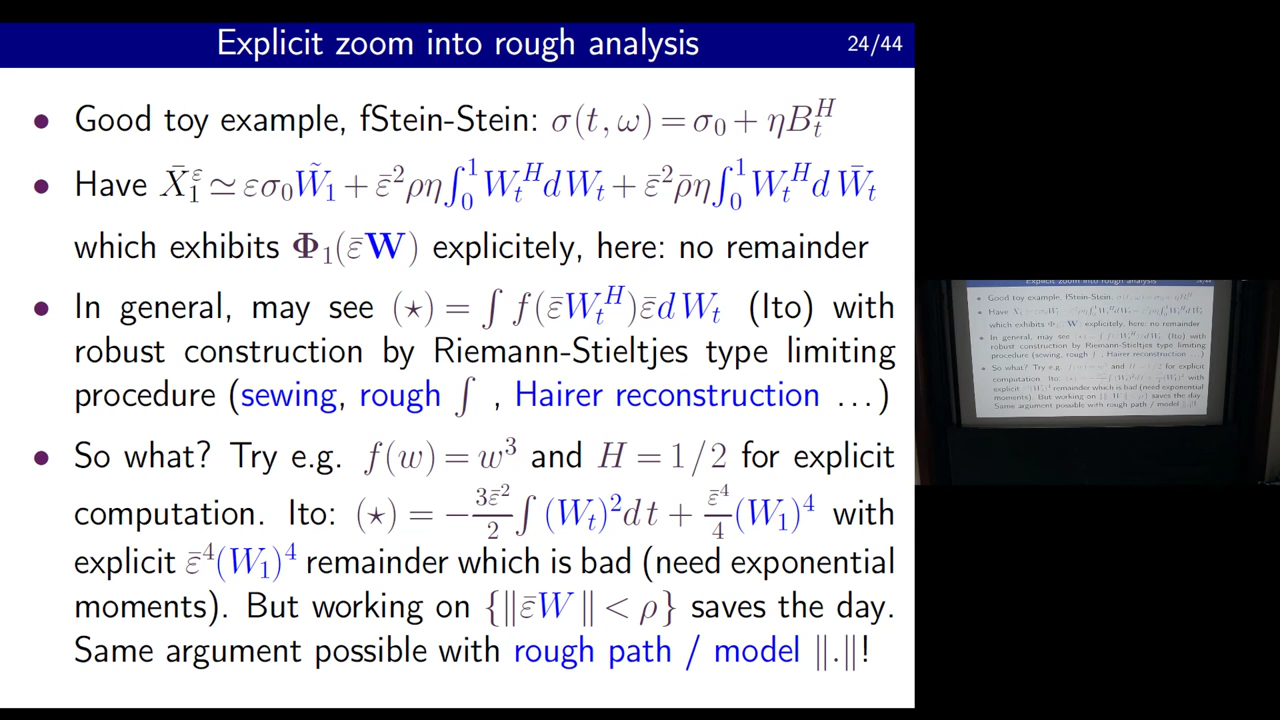 Explicit zoom into rough analysis 24/44
• Good toy example, fStein-Stein: σ(t, ω) = σ₀ + ηB_t^H
• Have X̄₁^ε ≃ εσ₀W̃₁ + ε̄²ρη∫₀¹ W_t^H dW_t + ε̄²ρ̄η∫₀¹ W_t^H dW̄_t
which exhibits Φ₁(ε̄W) explicitely, here: no remainder
• In general, may see (⋆) = ∫ f(ε̄W_t^H)ε̄dW_t (Ito) with
robust construction by Riemann-Stieltjes type limiting
procedure (sewing, rough ∫ , Hairer reconstruction …)
• So what? Try e.g. f(w) = w³ and H = 1/2 for explicit
computation. Ito: (⋆) = −3ε̄²/2 ∫ (W_t)²dt + ε̄⁴/4 (W₁)⁴ with
explicit ε̄⁴(W₁)⁴ remainder which is bad (need exponential
moments). But working on {‖ε̄W‖ < ρ} saves the day.
Same argument possible with rough path / model ‖.‖!